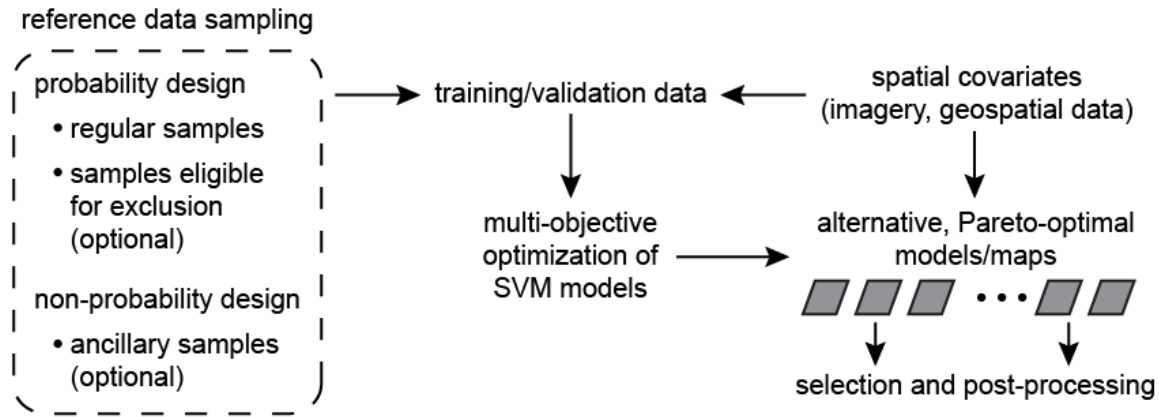 reference data sampling
probability design
• regular samples
• samples eligible
for exclusion
(optional)
non-probability design
• ancillary samples
(optional)
training/validation data
spatial covariates
(imagery, geospatial data)
multi-objective
optimization of
SVM models
alternative, Pareto-optimal
models/maps
selection and post-processing